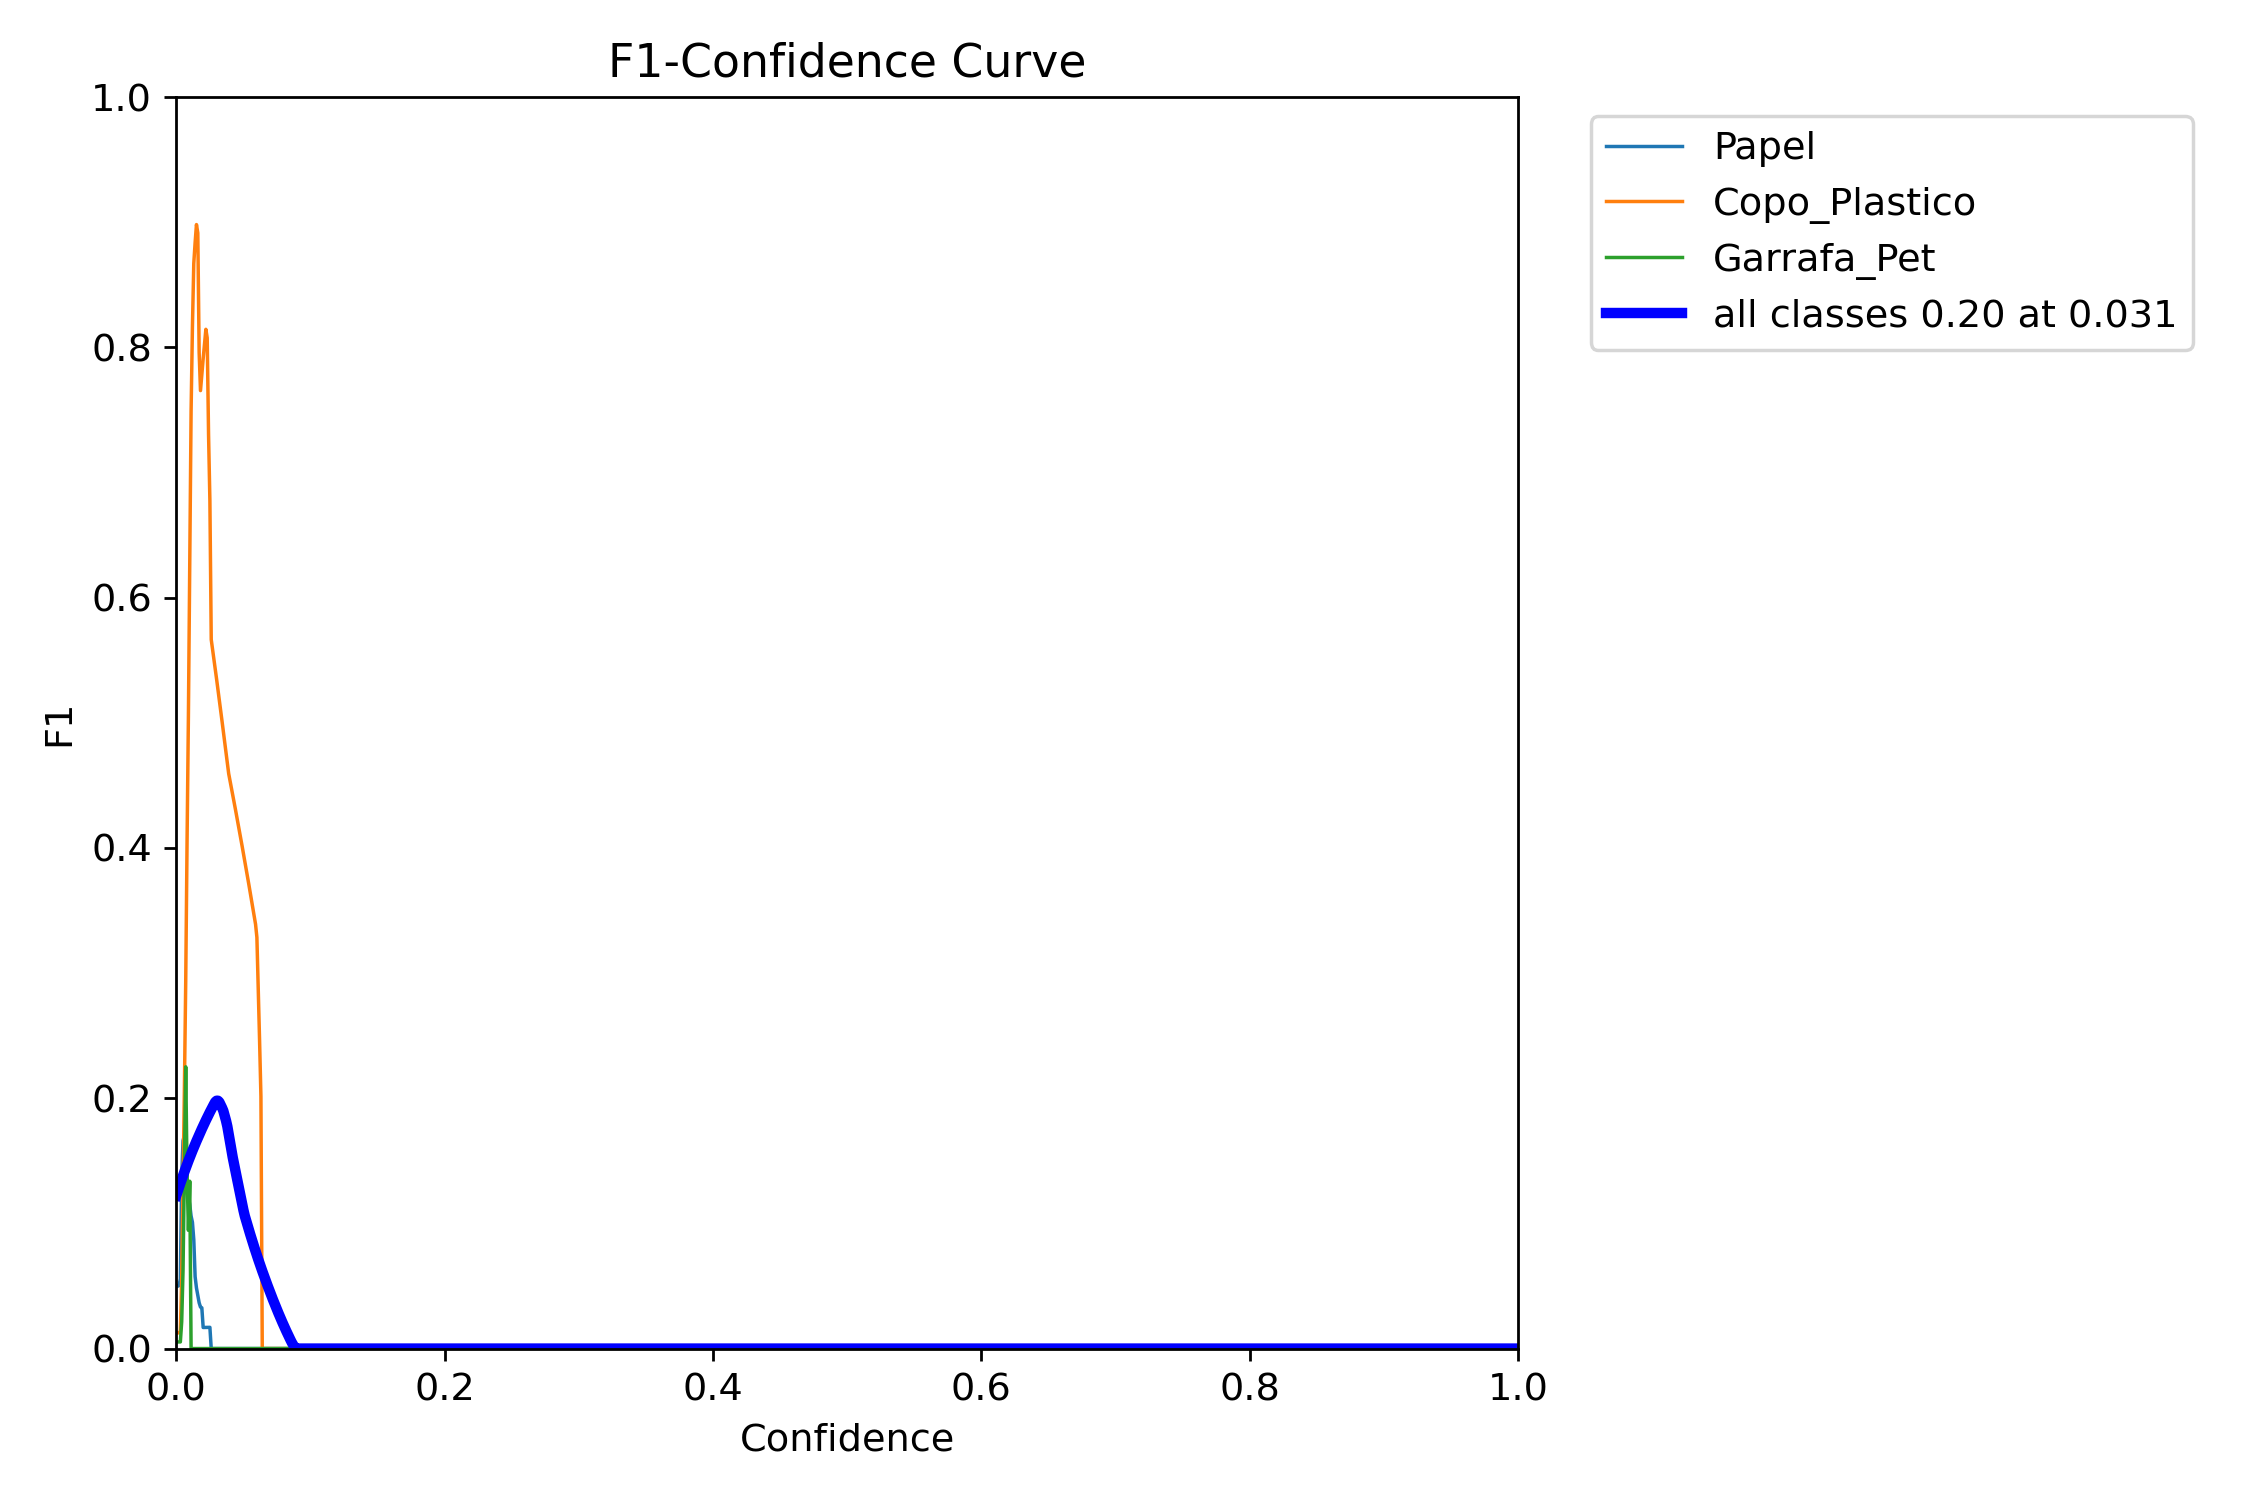 F1-Confidence Curve
1.0
0.8
0.6
0.4
0.2
0.0
F1
0.0 0.2 0.4 0.6 0.8 1.0
Confidence
Papel
Copo_Plastico
Garrafa_Pet
all classes 0.20 at 0.031